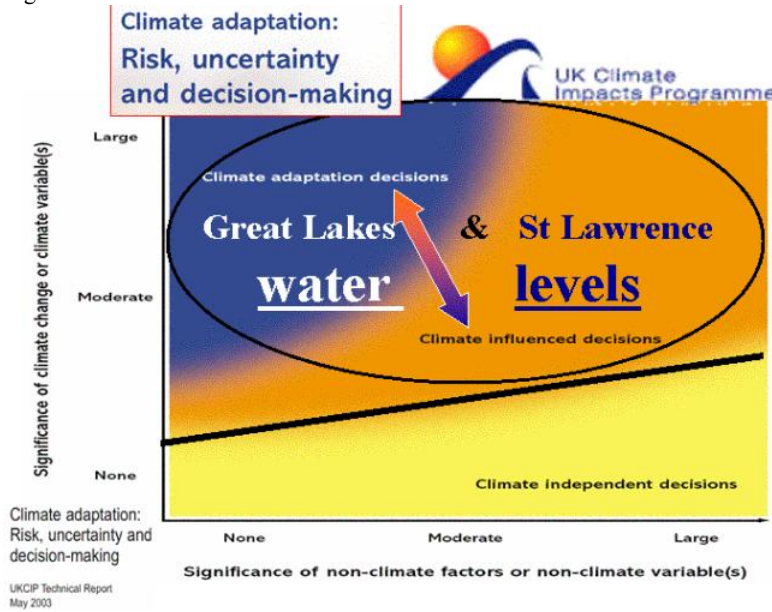 Climate adaptation:
Risk, uncertainty
and decision-making
UK Climate
Impacts Programme
Significance of climate change or climate variable(s)
Large
Moderate
None
Climate adaptation decisions
Great Lakes & St Lawrence
water levels
Climate influenced decisions
Climate independent decisions
None Moderate Large
Significance of non-climate factors or non-climate variable(s)
Climate adaptation:
Risk, uncertainty and
decision-making
UKCIP Technical Report
May 2003